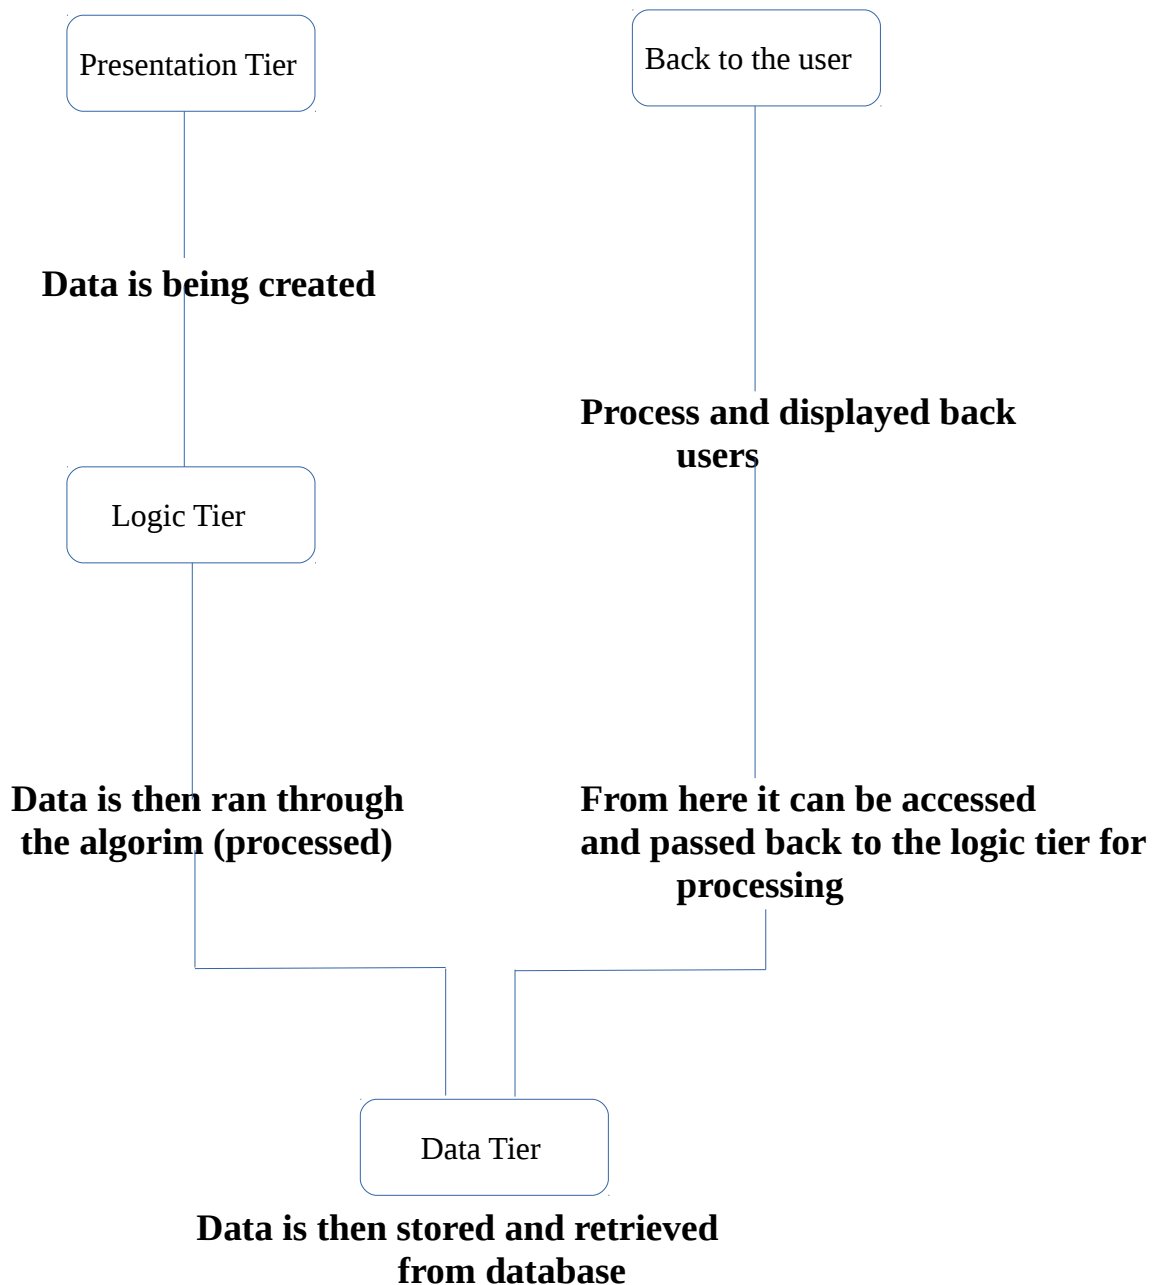 Presentation Tier
Back to the user
Data is being created
Process and displayed back
users
Logic Tier
Data is then ran through
the algorim (processed)
From here it can be accessed
and passed back to the logic tier for
processing
Data Tier
Data is then stored and retrieved
from database